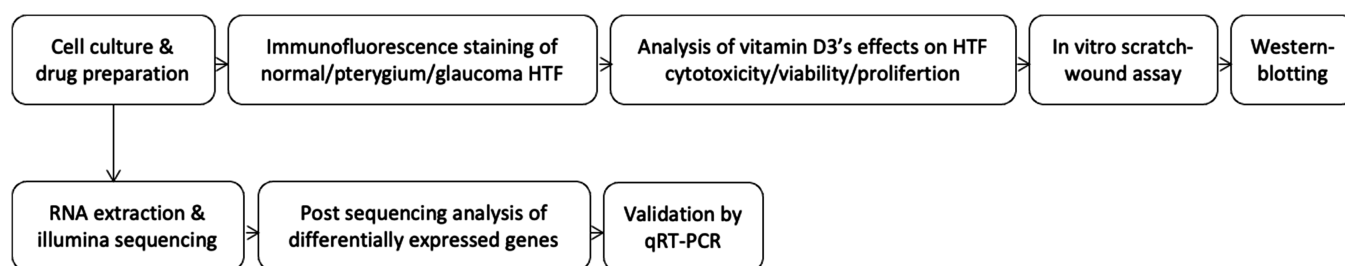 Cell culture &
drug preparation
Immunofluorescence staining of
normal/pterygium/glaucoma HTF
Analysis of vitamin D3’s effects on HTF
cytotoxicity/viability/prolifertion
In vitro scratch-
wound assay
Western-
blotting
RNA extraction &
illumina sequencing
Post sequencing analysis of
differentially expressed genes
Validation by
qRT-PCR